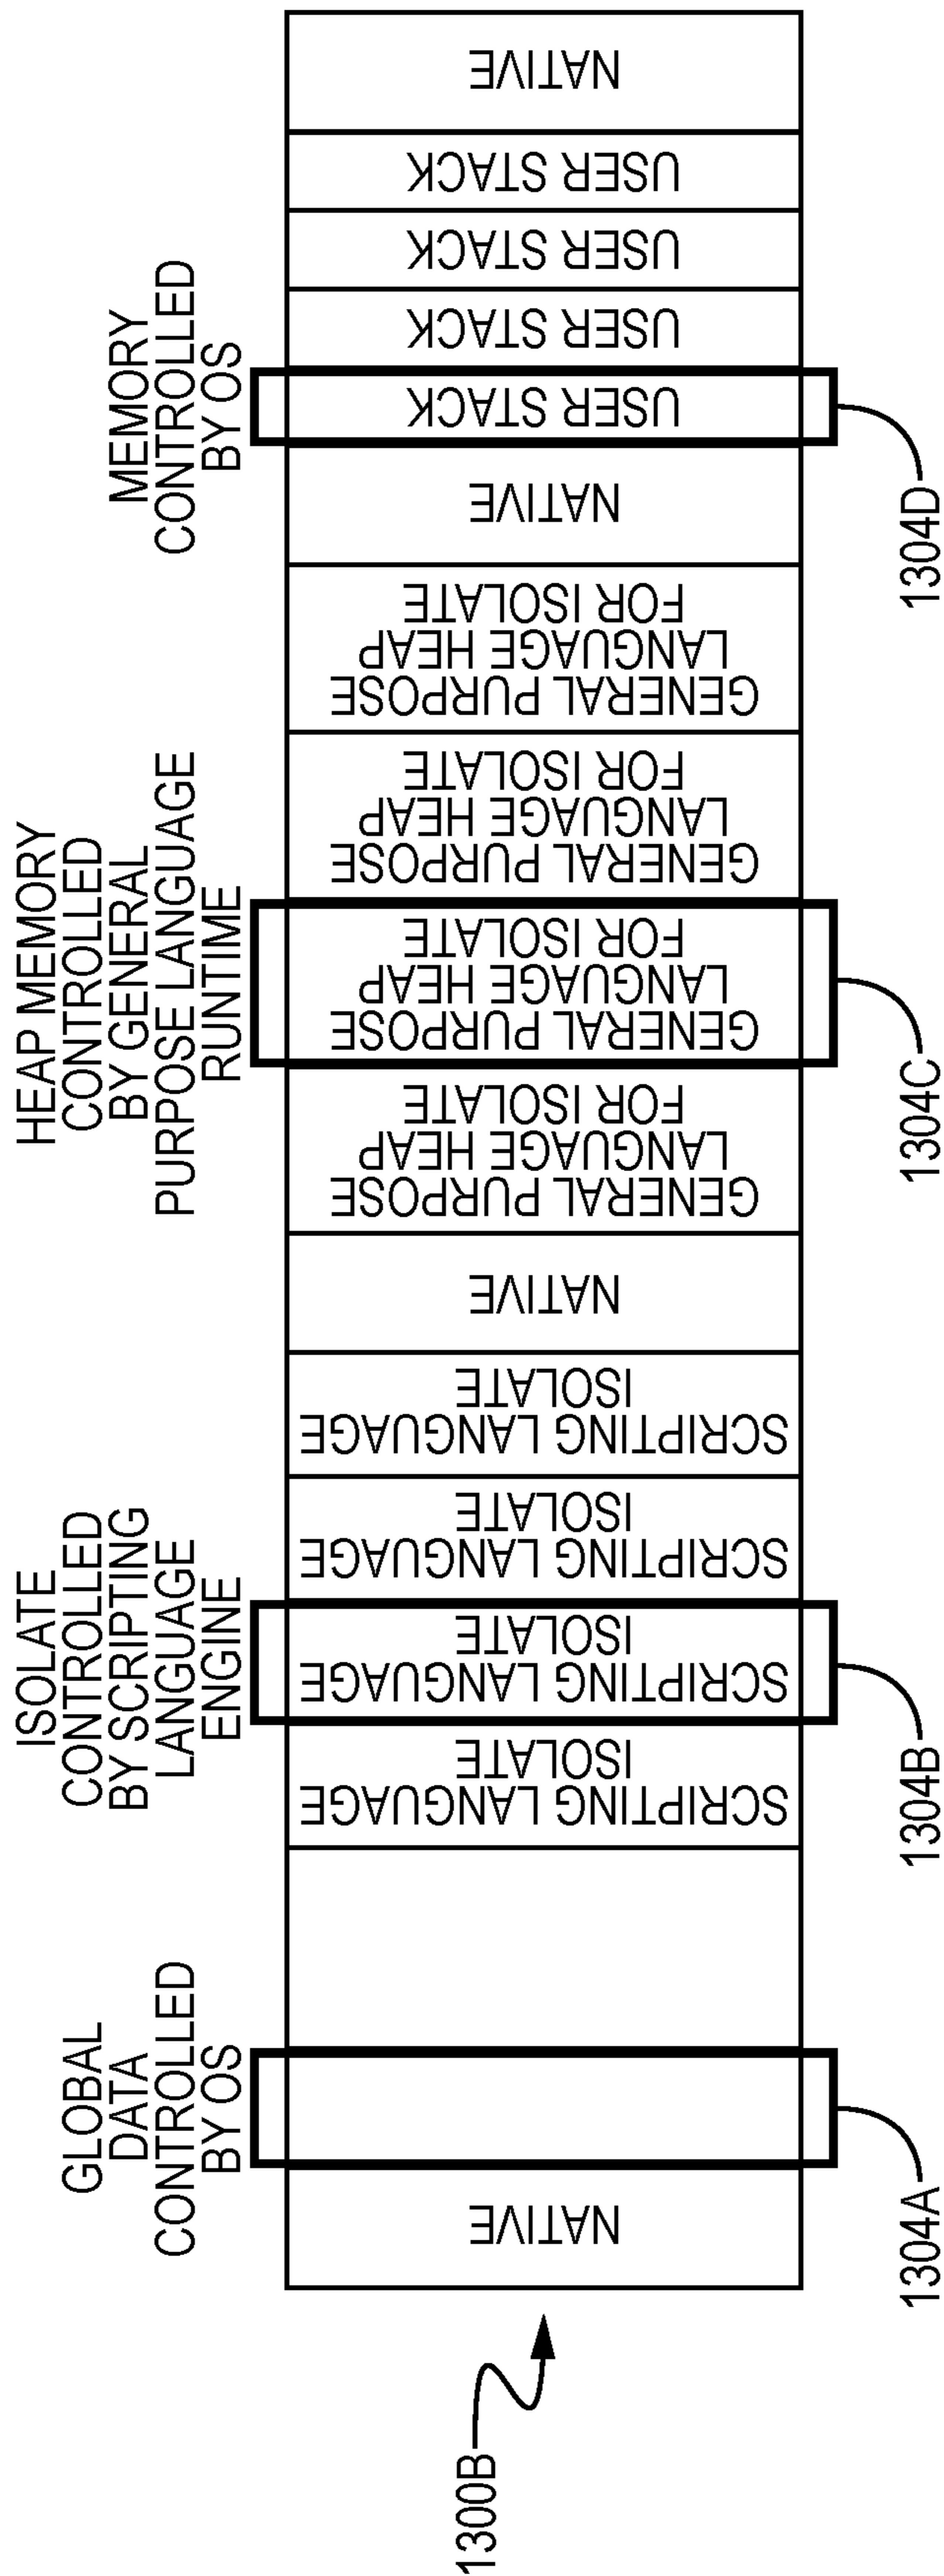 GLOBAL
DATA
CONTROLLED
BY OS
ISOLATE
CONTROLLED
BY SCRIPTING
LANGUAGE
ENGINE
HEAP MEMORY
CONTROLLED
BY GENERAL
PURPOSE LANGUAGE
RUNTIME
MEMORY
CONTROLLED
BY OS
1300B
NATIVE
SCRIPTING LANGUAGE
ISOLATE
SCRIPTING LANGUAGE
ISOLATE
SCRIPTING LANGUAGE
ISOLATE
SCRIPTING LANGUAGE
ISOLATE
NATIVE
GENERAL PURPOSE
LANGUAGE HEAP
FOR ISOLATE
GENERAL PURPOSE
LANGUAGE HEAP
FOR ISOLATE
GENERAL PURPOSE
LANGUAGE HEAP
FOR ISOLATE
GENERAL PURPOSE
LANGUAGE HEAP
FOR ISOLATE
NATIVE
USER STACK
USER STACK
USER STACK
USER STACK
NATIVE
1304A
1304B
1304C
1304D